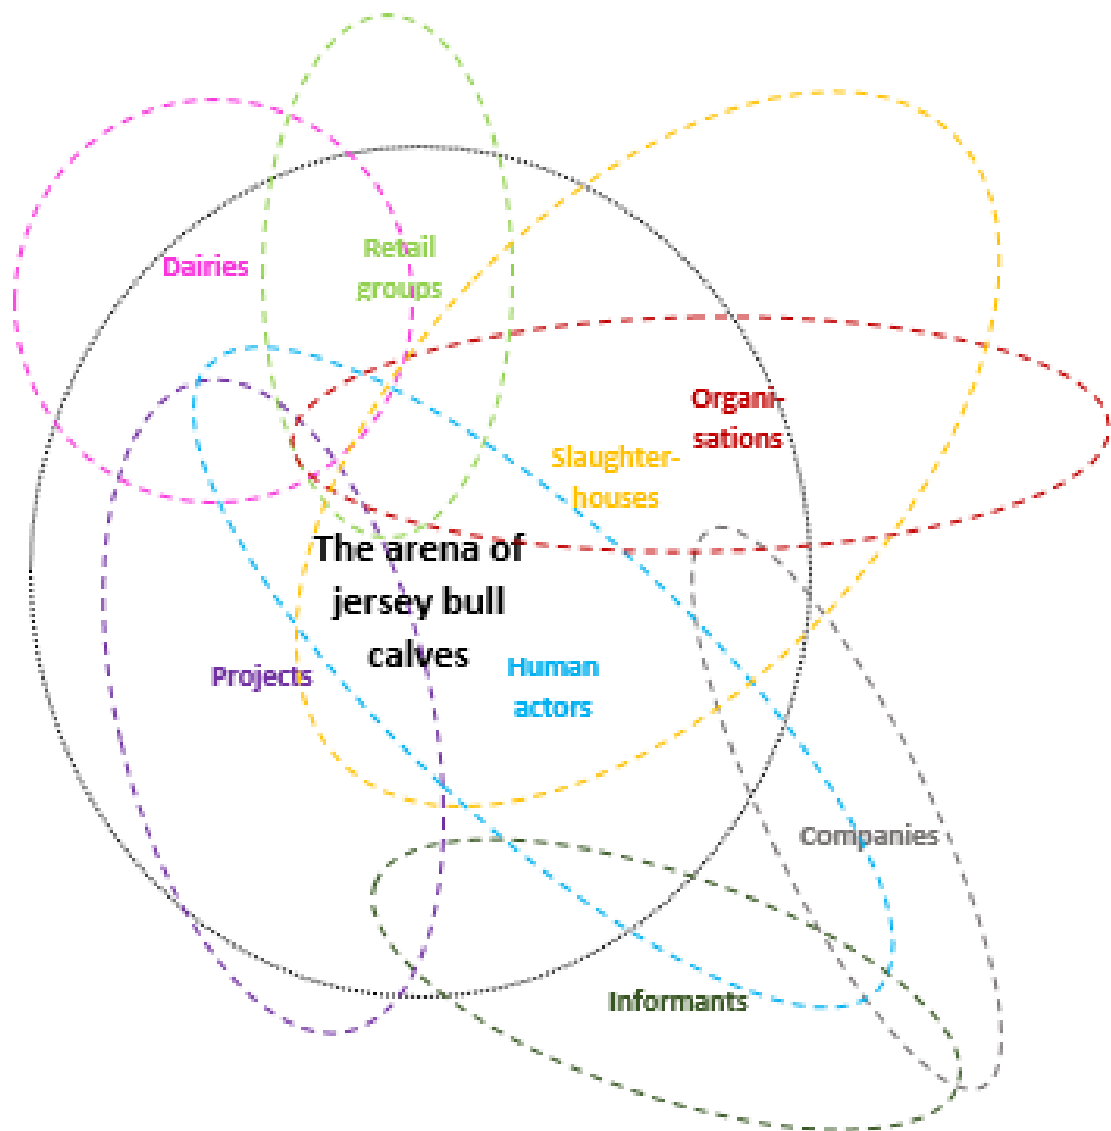 Retail
groups
Dairies
Organi-
sations
Slaughter-
houses
The arena of
jersey bull
calves
Projects
Human
actors
Companies
Informants